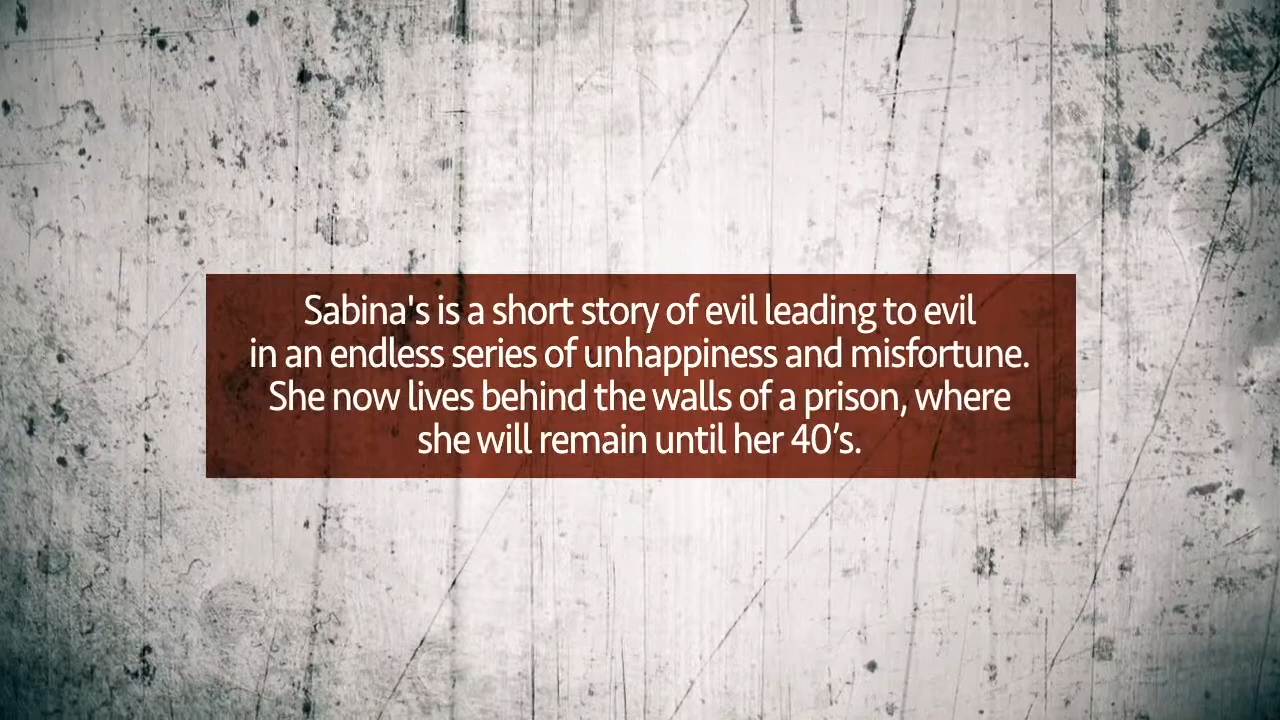 Sabina's is a short story of evil leading to evil
in an endless series of unhappiness and misfortune.
She now lives behind the walls of a prison, where
she will remain until her 40’s.